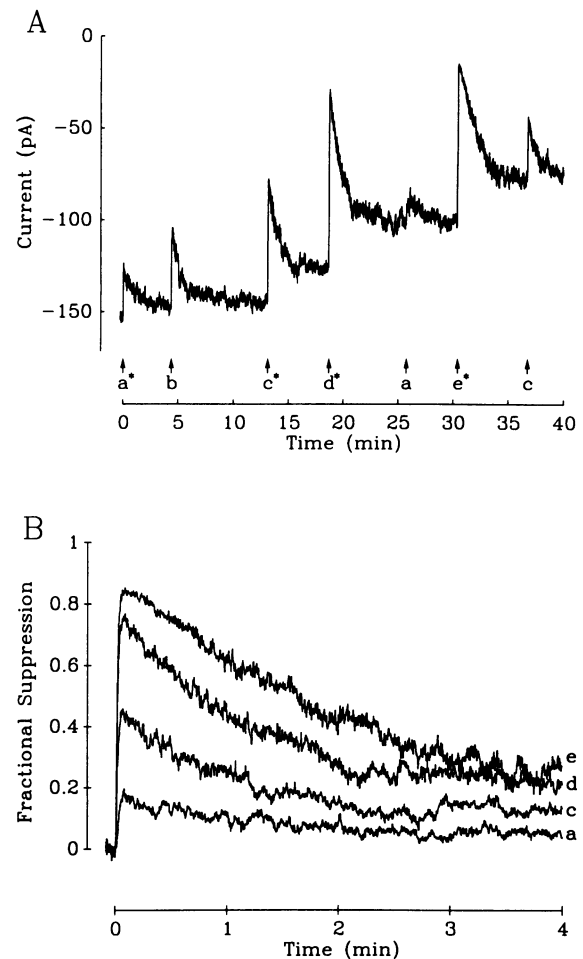 A
0
-50
-100
-150
Current (pA)
a* b c* d* a e* c
0 5 10 15 20 25 30 35 40
Time (min)
B
1
0.8
0.6
0.4
0.2
0
Fractional Suppression
e
d
c
a
0 1 2 3 4
Time (min)